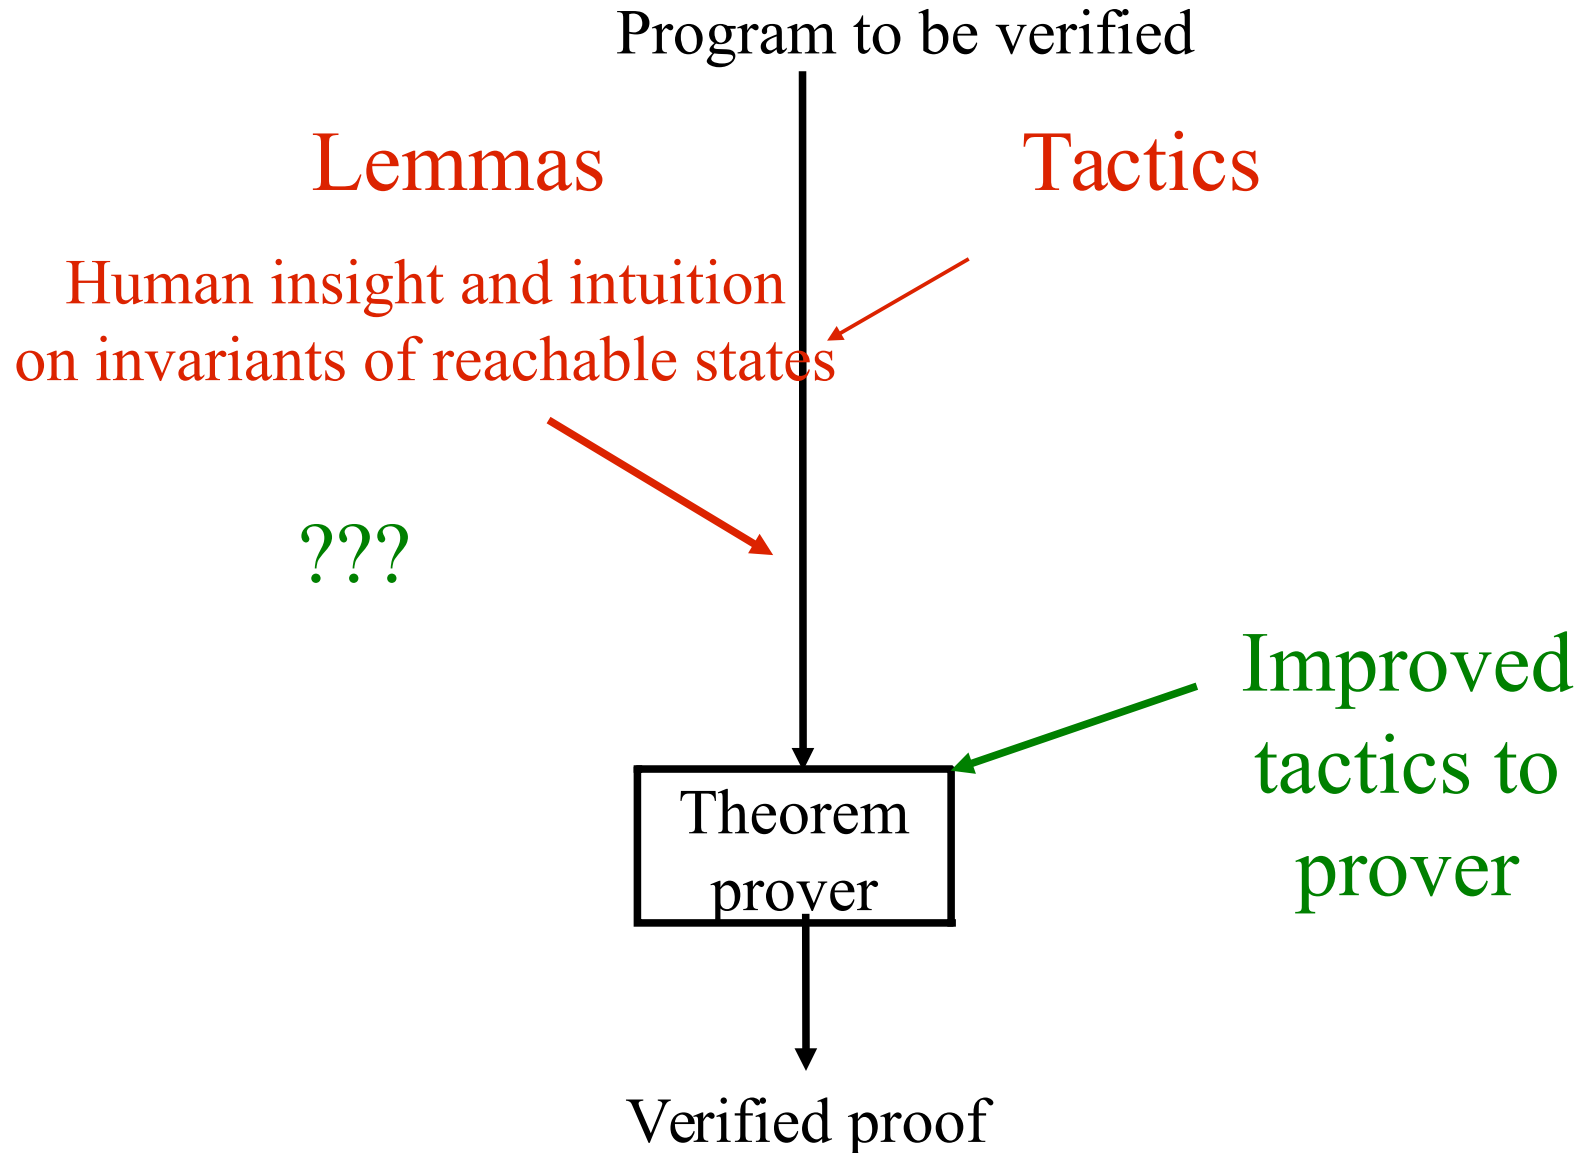 Program to be verified
Lemmas
Tactics
Human insight and intuition
on invariants of reachable states
???
Improved
tactics to
prover
Theorem
prover
Verified proof